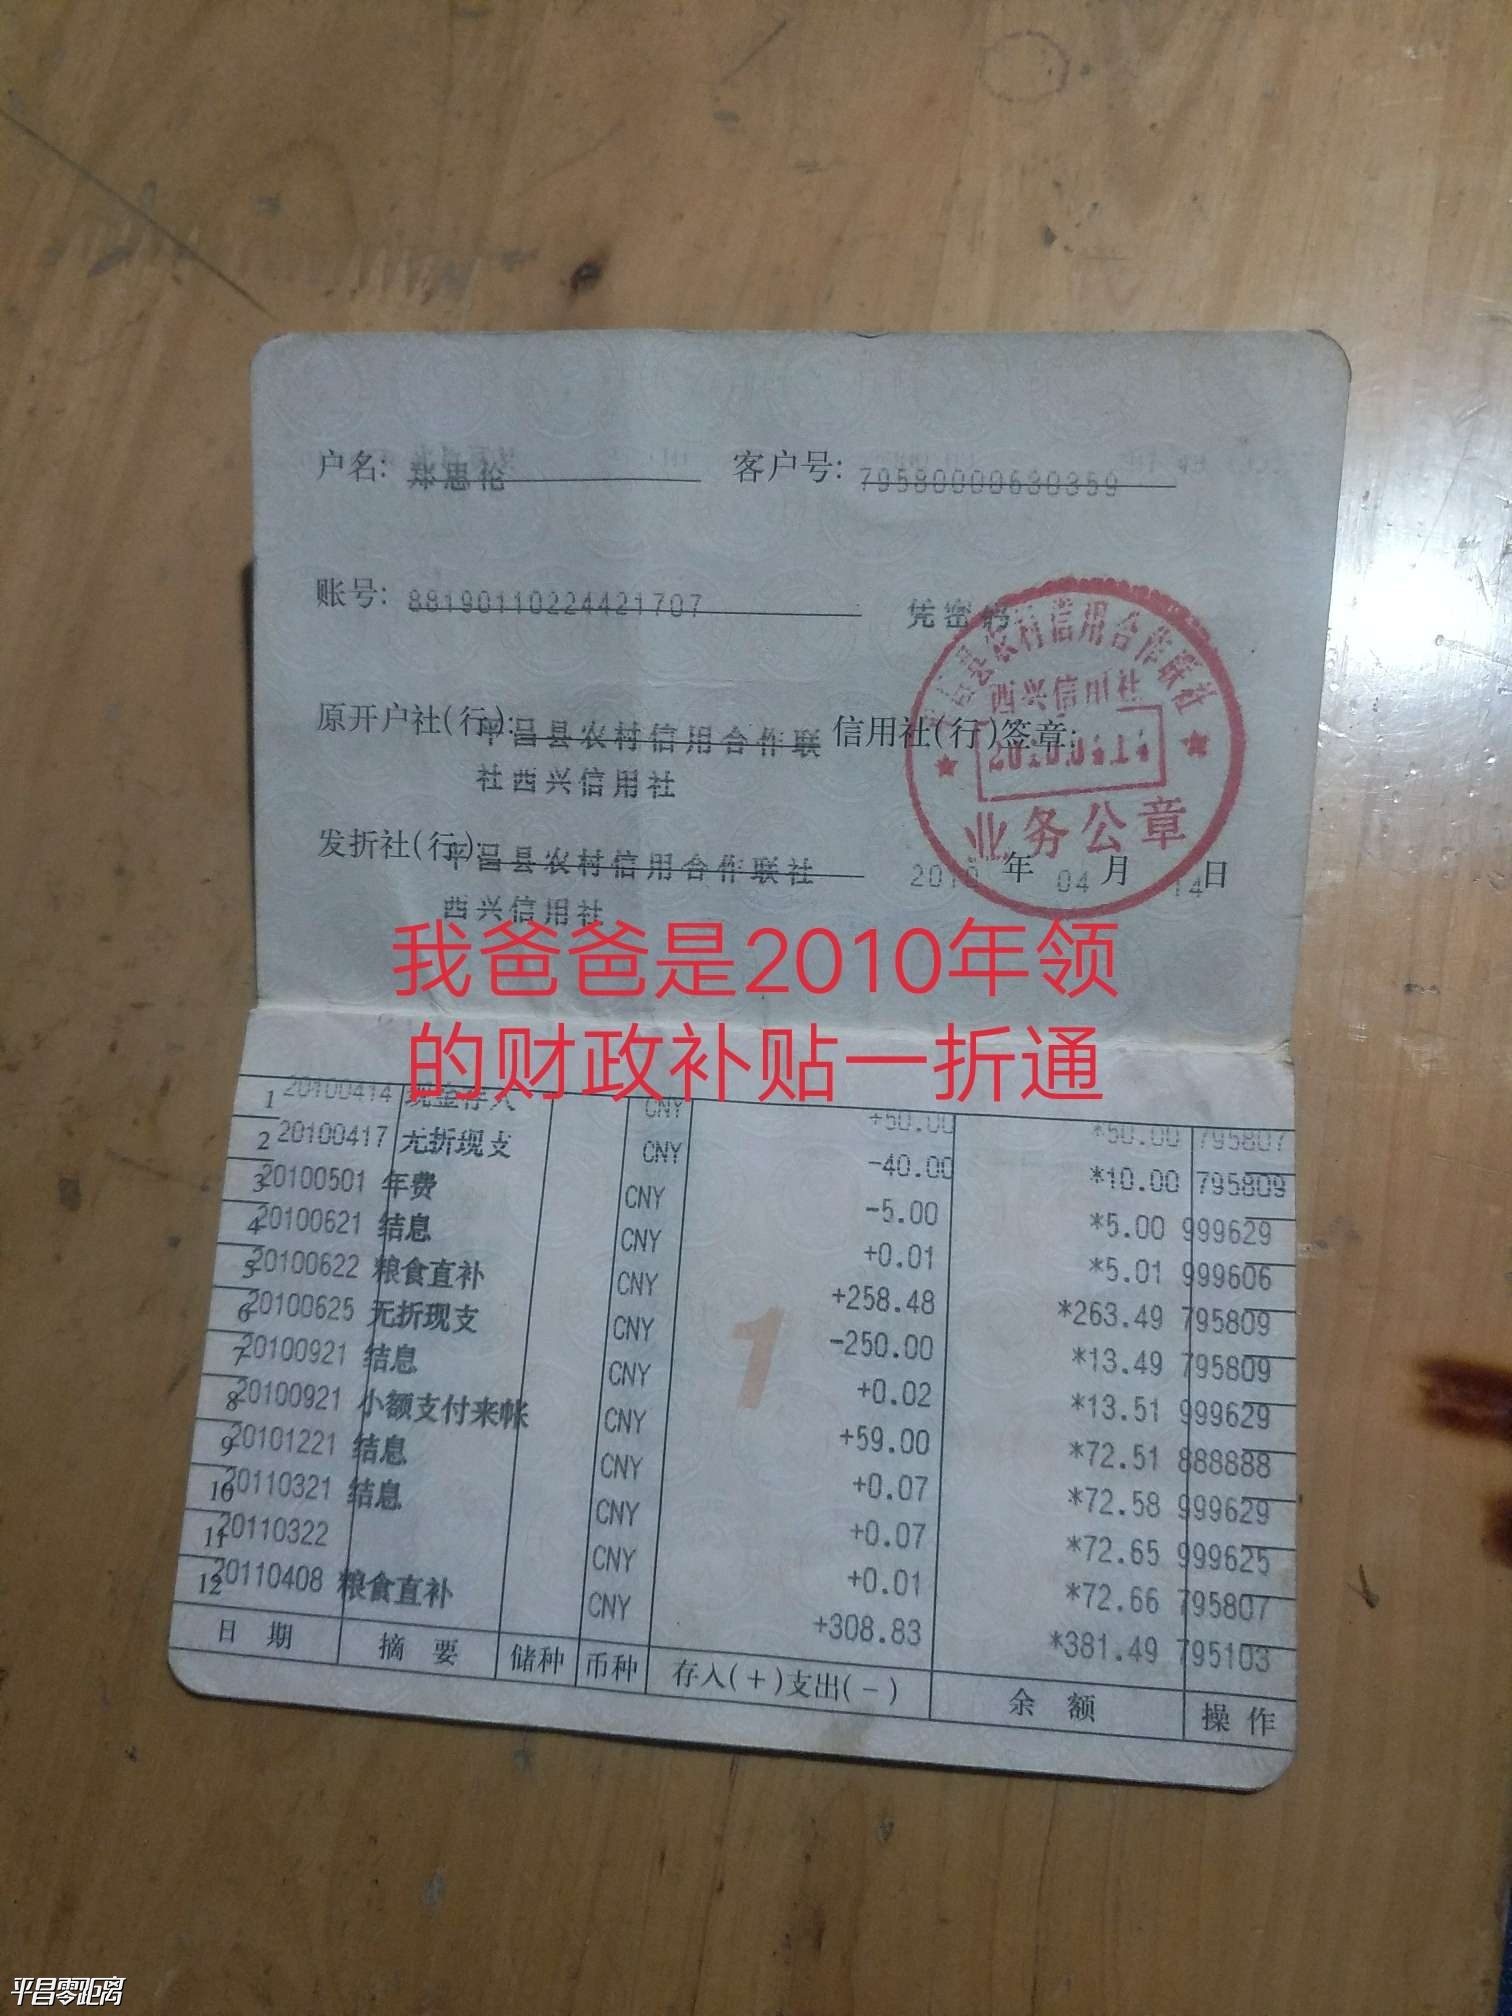 户名: 郑思伦 客户号: 79580000630359
账号: 88190110224421707 凭密码
原开户社(行): 平昌县农村信用合作联 信用社(行)签章:
社西兴信用社
发折社(行): 平昌县农村信用合作联社 2010 年 04 月 14 日
西兴信用社
平昌县农村信用合作联社
西兴信用社
2010.04.14
业务公章
我爸爸是2010年领
的财政补贴一折通
1 20100414 现金存入 CNY +50.00 *50.00 795807
2 20100417 无折现支 CNY -40.00 *10.00 795809
3 20100501 年费 CNY -5.00 *5.00 999629
4 20100621 结息 CNY +0.01 *5.01 999606
5 20100622 粮食直补 CNY +258.48 *263.49 795809
6 20100625 无折现支 CNY -250.00 *13.49 795809
7 20100921 结息 CNY +0.02 *13.51 999629
8 20100921 小额支付来帐 CNY +59.00 *72.51 888888
9 20101221 结息 CNY +0.07 *72.58 999629
10 20110321 结息 CNY +0.07 *72.65 999625
11 20110322 CNY +0.01 *72.66 795807
12 20110408 粮食直补 CNY +308.83 *381.49 795103
日期 摘要 储种 币种 存入(+)支出(-) 余额 操作
1
平昌零距离